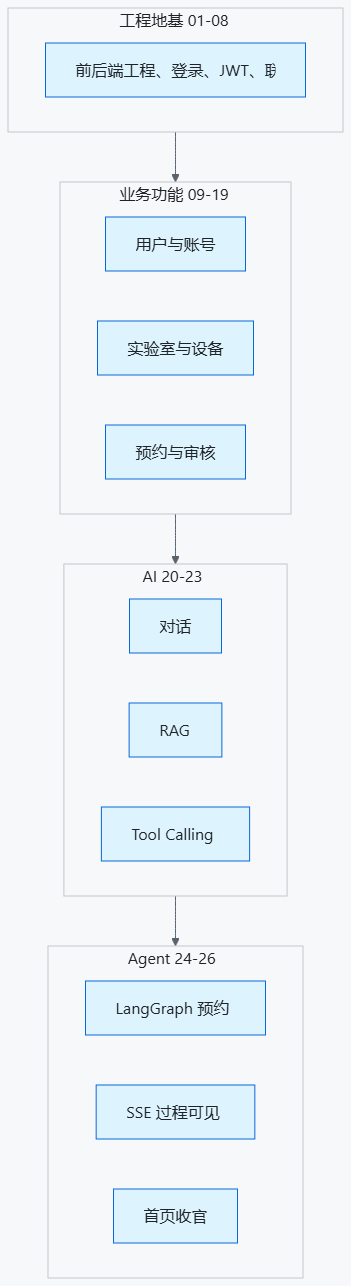 工程地基 01-08
前后端工程、登录、JWT、
业务功能 09-19
用户与账号
实验室与设备
预约与审核
AI 20-23
对话
RAG
Tool Calling
Agent 24-26
LangGraph 预约
SSE 过程可见
首页收官